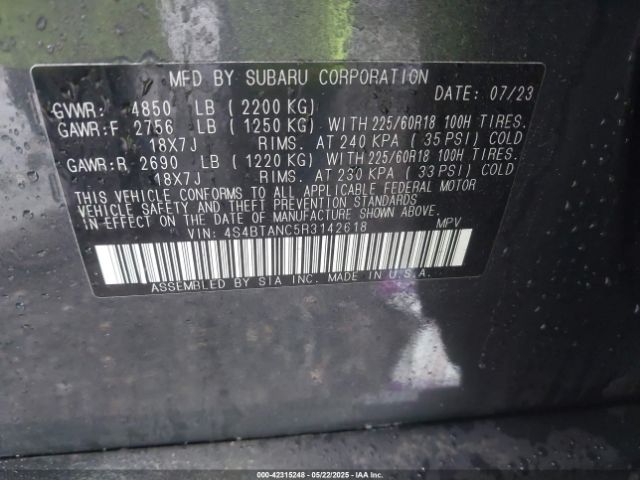 MFD BY SUBARU CORPORATION
DATE: 07/23
GVWR: 4850 LB (2200 KG)
GAWR:F 2756 LB (1250 KG) WITH 225/60R18 100H TIRES.
18X7J RIMS. AT 240 KPA (35 PSI) COLD
GAWR:R 2690 LB (1220 KG) WITH 225/60R18 100H TIRES.
18X7J RIMS. AT 230 KPA (33 PSI) COLD
THIS VEHICLE CONFORMS TO ALL APPLICABLE FEDERAL MOTOR
VEHICLE SAFETY AND THEFT PREVENTION STANDARDS
IN EFFECT ON THE DATE OF MANUFACTURE SHOWN ABOVE.
VIN: 4S4BTANC5R3142618 MPV
ASSEMBLED BY SIA INC. MADE IN U.S.A.
000-42315248 - 05/22/2025 - IAA Inc.